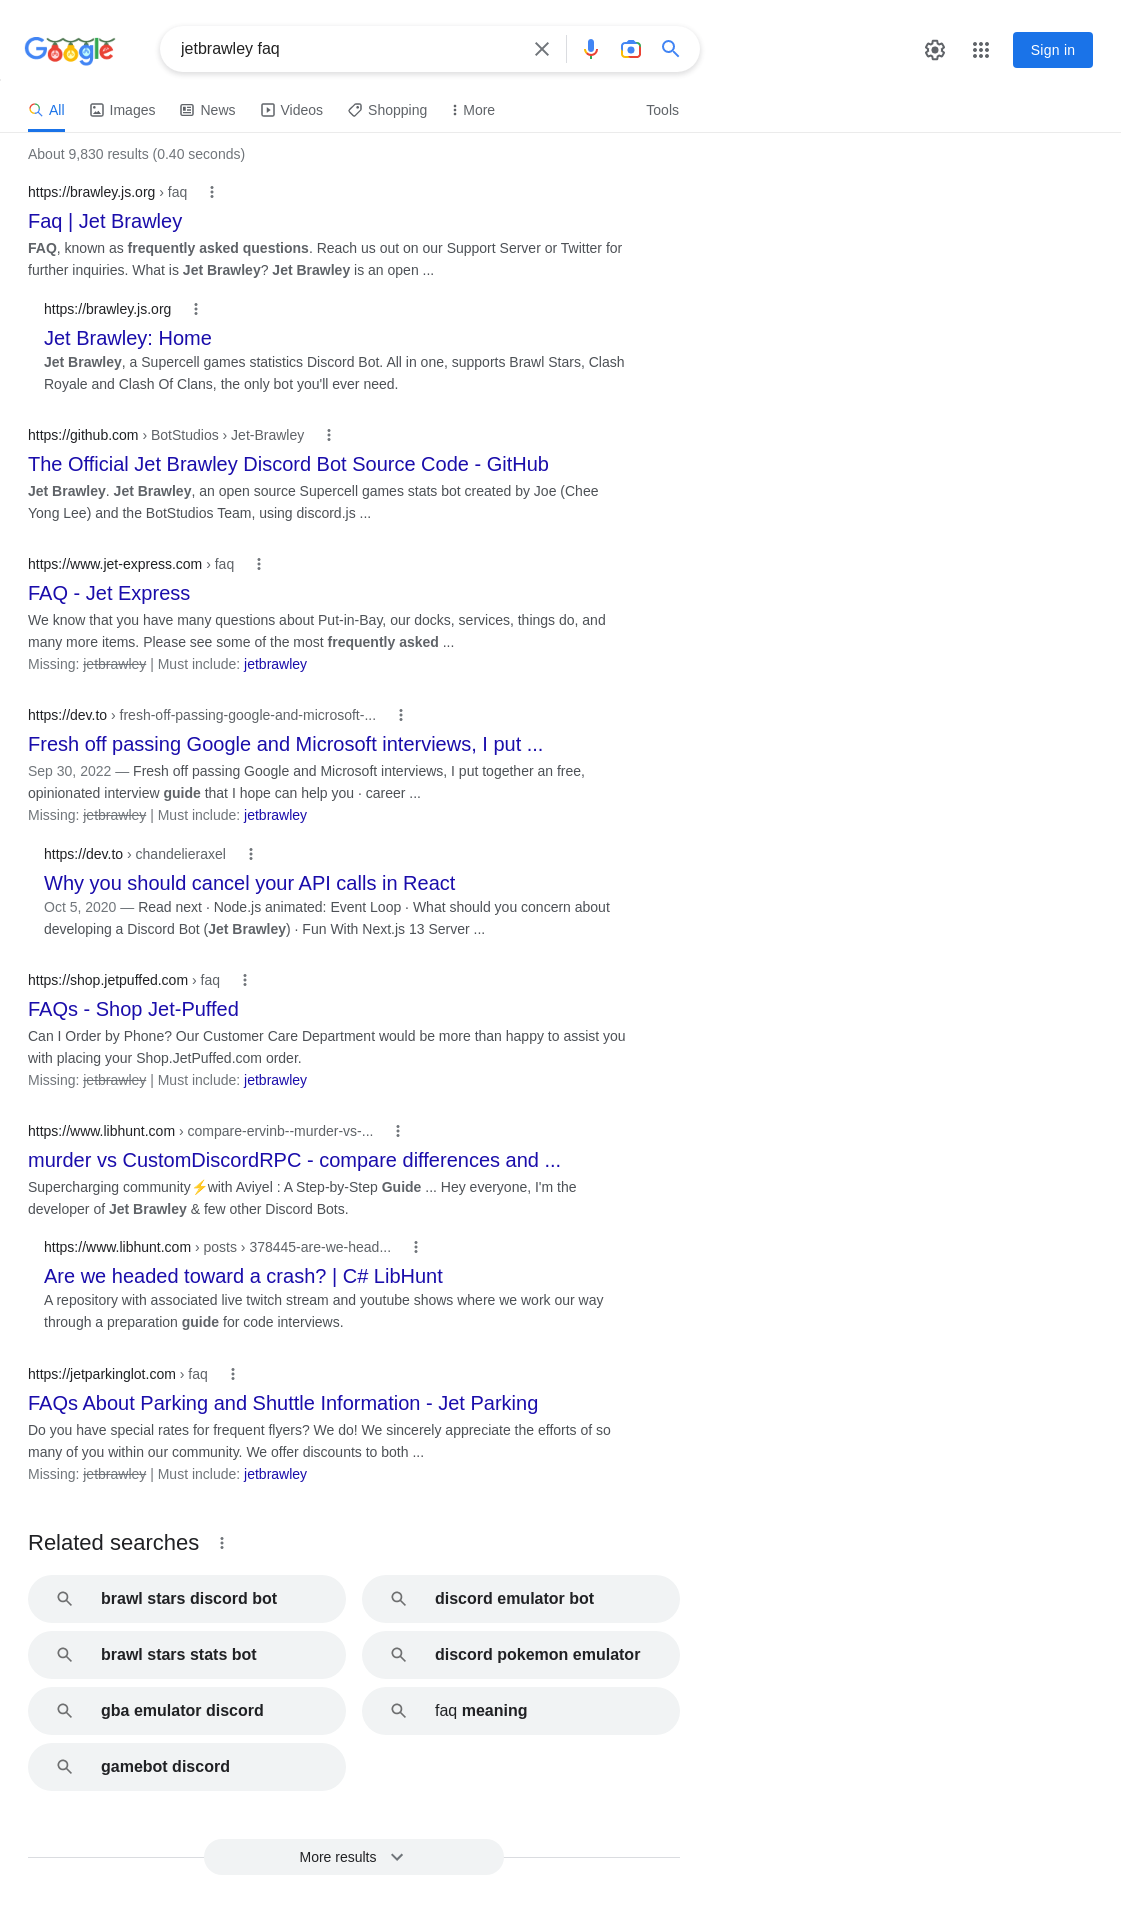 Google
jetbrawley faq
Sign in
All
Images
News
Videos
Shopping
More
Tools
About 9,830 results (0.40 seconds)
https://brawley.js.org › faq
Faq | Jet Brawley
FAQ, known as frequently asked questions. Reach us out on our Support Server or Twitter for
further inquiries. What is Jet Brawley? Jet Brawley is an open ...
https://brawley.js.org
Jet Brawley: Home
Jet Brawley, a Supercell games statistics Discord Bot. All in one, supports Brawl Stars, Clash
Royale and Clash Of Clans, the only bot you'll ever need.
https://github.com › BotStudios › Jet-Brawley
The Official Jet Brawley Discord Bot Source Code - GitHub
Jet Brawley. Jet Brawley, an open source Supercell games stats bot created by Joe (Chee
Yong Lee) and the BotStudios Team, using discord.js ...
https://www.jet-express.com › faq
FAQ - Jet Express
We know that you have many questions about Put-in-Bay, our docks, services, things do, and
many more items. Please see some of the most frequently asked ...
Missing: jetbrawley | Must include: jetbrawley
https://dev.to › fresh-off-passing-google-and-microsoft-...
Fresh off passing Google and Microsoft interviews, I put ...
Sep 30, 2022 — Fresh off passing Google and Microsoft interviews, I put together an free,
opinionated interview guide that I hope can help you · career ...
Missing: jetbrawley | Must include: jetbrawley
https://dev.to › chandelieraxel
Why you should cancel your API calls in React
Oct 5, 2020 — Read next · Node.js animated: Event Loop · What should you concern about
developing a Discord Bot (Jet Brawley) · Fun With Next.js 13 Server ...
https://shop.jetpuffed.com › faq
FAQs - Shop Jet-Puffed
Can I Order by Phone? Our Customer Care Department would be more than happy to assist you
with placing your Shop.JetPuffed.com order.
Missing: jetbrawley | Must include: jetbrawley
https://www.libhunt.com › compare-ervinb--murder-vs-...
murder vs CustomDiscordRPC - compare differences and ...
Supercharging community⚡with Aviyel : A Step-by-Step Guide ... Hey everyone, I'm the
developer of Jet Brawley & few other Discord Bots.
https://www.libhunt.com › posts › 378445-are-we-head...
Are we headed toward a crash? | C# LibHunt
A repository with associated live twitch stream and youtube shows where we work our way
through a preparation guide for code interviews.
https://jetparkinglot.com › faq
FAQs About Parking and Shuttle Information - Jet Parking
Do you have special rates for frequent flyers? We do! We sincerely appreciate the efforts of so
many of you within our community. We offer discounts to both ...
Missing: jetbrawley | Must include: jetbrawley
Related searches
brawl stars discord bot
discord emulator bot
brawl stars stats bot
discord pokemon emulator
gba emulator discord
faq meaning
gamebot discord
More results